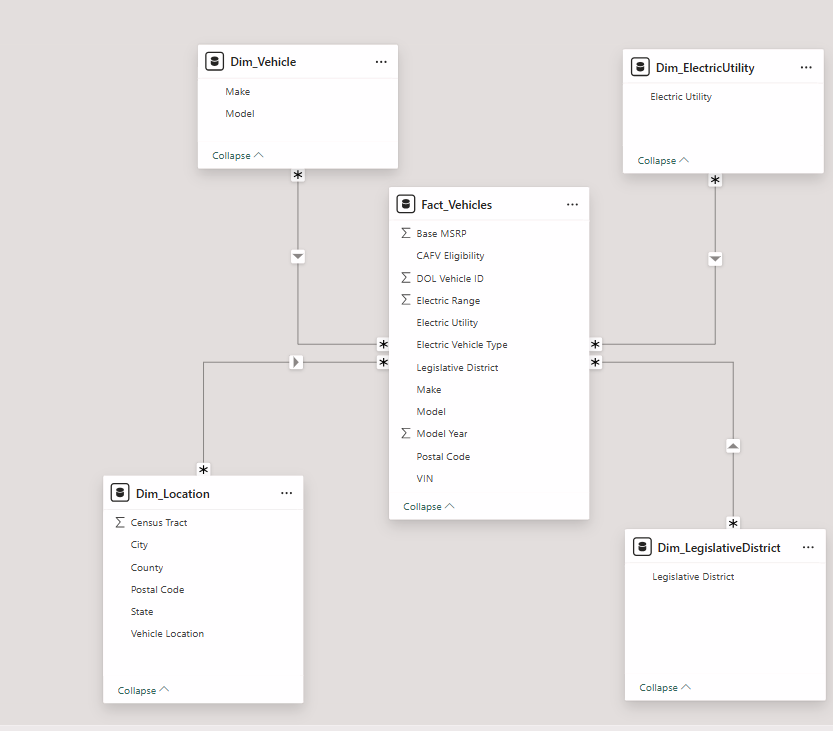 Dim_Vehicle
Make
Model
Collapse
Dim_ElectricUtility
Electric Utility
Collapse
Fact_Vehicles
Base MSRP
CAFV Eligibility
DOL Vehicle ID
Electric Range
Electric Utility
Electric Vehicle Type
Legislative District
Make
Model
Model Year
Postal Code
VIN
Collapse
Dim_Location
Census Tract
City
County
Postal Code
State
Vehicle Location
Collapse
Dim_LegislativeDistrict
Legislative District
Collapse